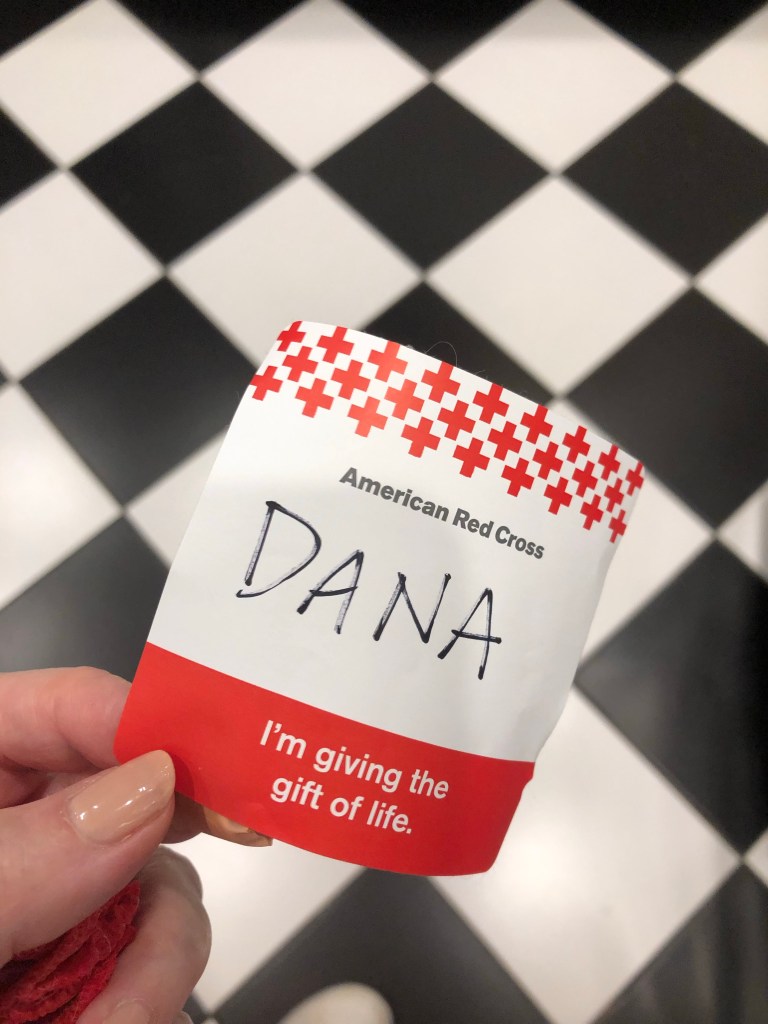 American Red Cross
DANA
I'm giving the
gift of life.